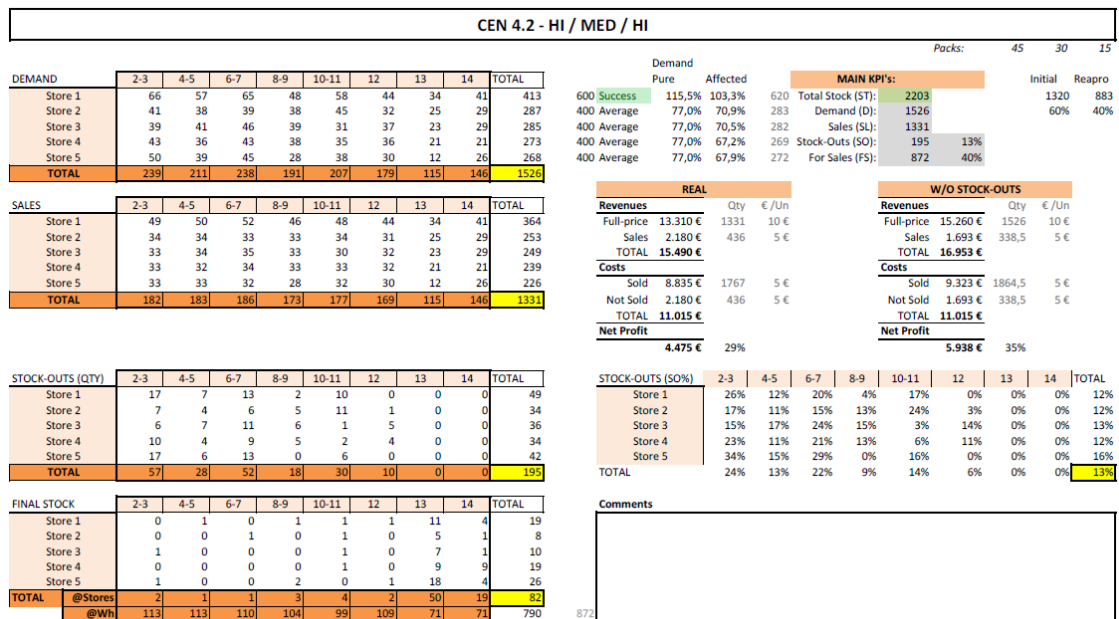 CEN 4.2 - HI / MED / HI
Packs: 45 30 15
Demand
DEMAND 2-3 4-5 6-7 8-9 10-11 12 13 14 TOTAL Pure Affected MAIN KPI's: Initial Reapro
Store 1 66 57 65 48 58 44 34 41 413 600 Success 115,5% 103,3% 620 Total Stock (ST): 2203 1320 883
Store 2 41 38 39 38 45 32 25 29 287 400 Average 77,0% 70,9% 283 Demand (D): 1526 60% 40%
Store 3 39 41 46 39 31 37 23 29 285 400 Average 77,0% 70,5% 282 Sales (SL): 1331
Store 4 43 36 43 38 35 36 21 21 273 400 Average 77,0% 67,2% 269 Stock-Outs (SO): 195 13%
Store 5 50 39 45 28 38 30 12 26 268 400 Average 77,0% 67,9% 272 For Sales (FS): 872 40%
TOTAL 239 211 238 191 207 179 115 146 1526
REAL W/O STOCK-OUTS
SALES 2-3 4-5 6-7 8-9 10-11 12 13 14 TOTAL Revenues Qty € /Un Revenues Qty € /Un
Store 1 49 50 52 46 48 44 34 41 364 Full-price 13.310 € 1331 10 € Full-price 15.260 € 1526 10 €
Store 2 34 34 33 33 34 31 25 29 253 Sales 2.180 € 436 5 € Sales 1.693 € 338,5 5 €
Store 3 33 34 35 33 30 32 23 29 249 TOTAL 15.490 € TOTAL 16.953 €
Store 4 33 32 34 33 33 32 21 21 239 Costs Costs
Store 5 33 33 32 28 32 30 12 26 226 Sold 8.835 € 1767 5 € Sold 9.323 € 1864,5 5 €
TOTAL 182 183 186 173 177 169 115 146 1331 Not Sold 2.180 € 436 5 € Not Sold 1.693 € 338,5 5 €
TOTAL 11.015 € TOTAL 11.015 €
Net Profit Net Profit
4.475 € 29% 5.938 € 35%
STOCK-OUTS (QTY) 2-3 4-5 6-7 8-9 10-11 12 13 14 TOTAL STOCK-OUTS (SO%) 2-3 4-5 6-7 8-9 10-11 12 13 14 TOTAL
Store 1 17 7 13 2 10 0 0 0 49 Store 1 26% 12% 20% 4% 17% 0% 0% 0% 12%
Store 2 7 4 6 5 11 1 0 0 34 Store 2 17% 11% 15% 13% 24% 3% 0% 0% 12%
Store 3 6 7 11 6 1 5 0 0 36 Store 3 15% 17% 24% 15% 3% 14% 0% 0% 13%
Store 4 10 4 9 5 2 4 0 0 34 Store 4 23% 11% 21% 13% 6% 11% 0% 0% 12%
Store 5 17 6 13 0 6 0 0 0 42 Store 5 34% 15% 29% 0% 16% 0% 0% 0% 16%
TOTAL 57 28 52 18 30 10 0 0 195 TOTAL 24% 13% 22% 9% 14% 6% 0% 0% 13%
FINAL STOCK 2-3 4-5 6-7 8-9 10-11 12 13 14 TOTAL Comments
Store 1 0 1 0 1 1 1 11 4 19
Store 2 0 0 1 0 1 0 5 1 8
Store 3 1 0 0 0 1 0 7 1 10
Store 4 0 0 0 0 1 0 9 9 19
Store 5 1 0 0 2 0 1 18 4 26
TOTAL @Stores 2 1 1 3 4 2 50 19 82
@Wh 113 113 110 104 99 109 71 71 790 872